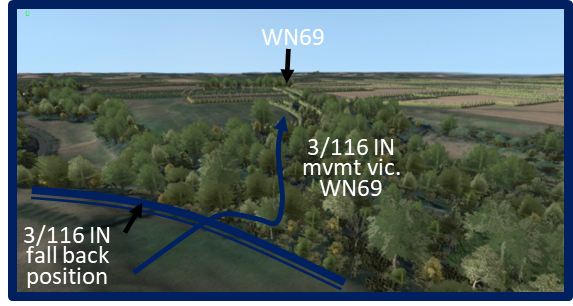 WN69
3/116 IN
mvmt vic.
WN69
3/116 IN
fall back
position